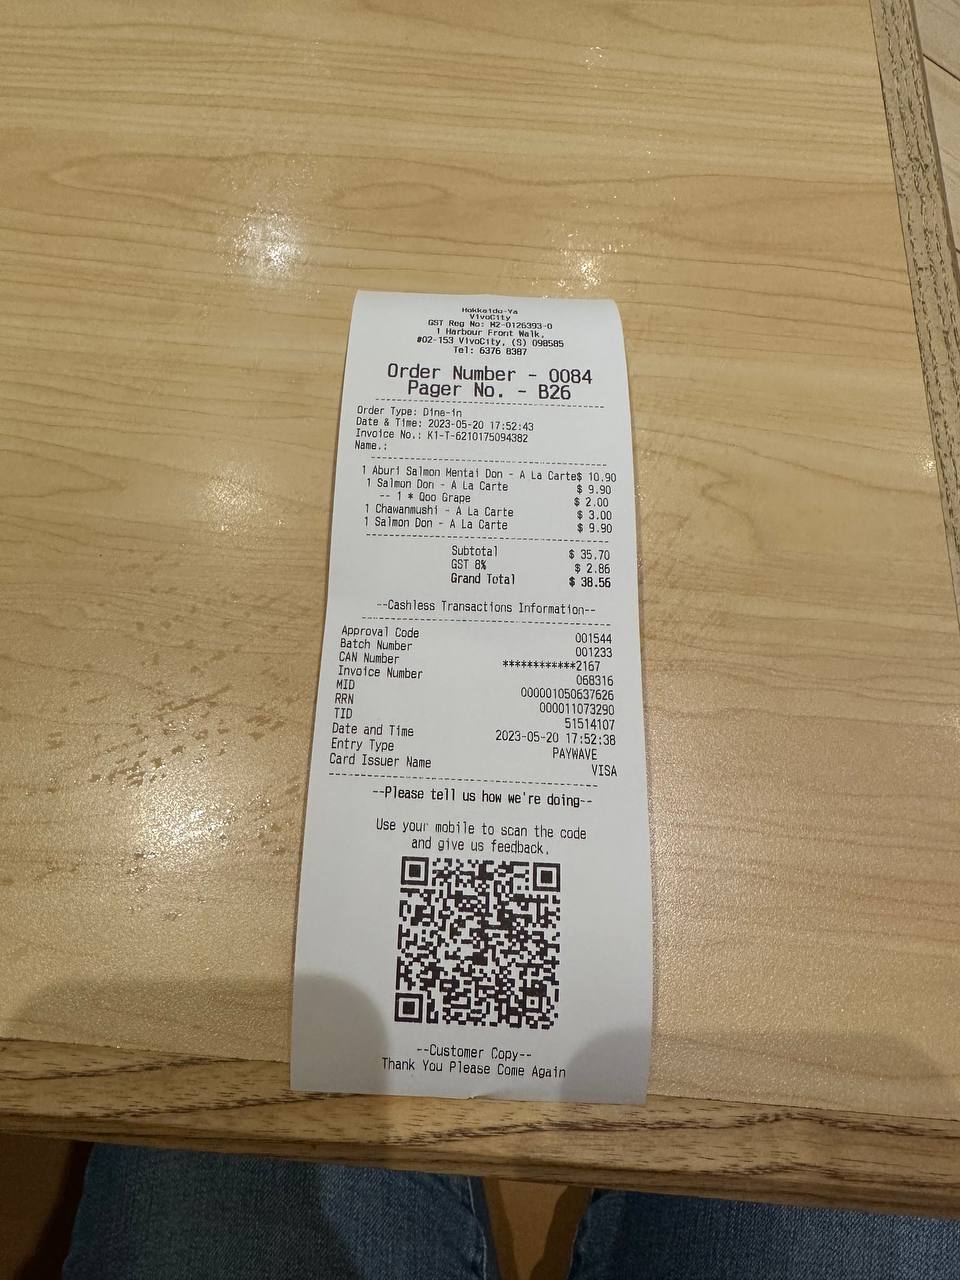 Hokkaido-Ya
VivoCity
GST Reg No: M2-0126393-0
1 Harbour Front Walk,
#02-153 VivoCity, (S) 098585
Tel: 6376 8387
Order Number - 0084
Pager No. - B26
Order Type: Dine-in
Date & Time: 2023-05-20 17:52:43
Invoice No.: K1-T-6210175094382
Name.:
1 Aburi Salmon Mentai Don - A La Carte$ 10.90
1 Salmon Don - A La Carte $ 9.90
-- 1 * Qoo Grape $ 2.00
1 Chawanmushi - A La Carte $ 3.00
1 Salmon Don - A La Carte $ 9.90
Subtotal $ 35.70
GST 8% $ 2.86
Grand Total $ 38.56
--Cashless Transactions Information--
Approval Code 001544
Batch Number 001233
CAN Number ************2167
Invoice Number 068316
MID 000001050637626
RRN 000011073290
TID 51514107
Date and Time 2023-05-20 17:52:38
Entry Type PAYWAVE
Card Issuer Name VISA
--Please tell us how we're doing--
Use your mobile to scan the code
and give us feedback.
--Customer Copy--
Thank You Please Come Again